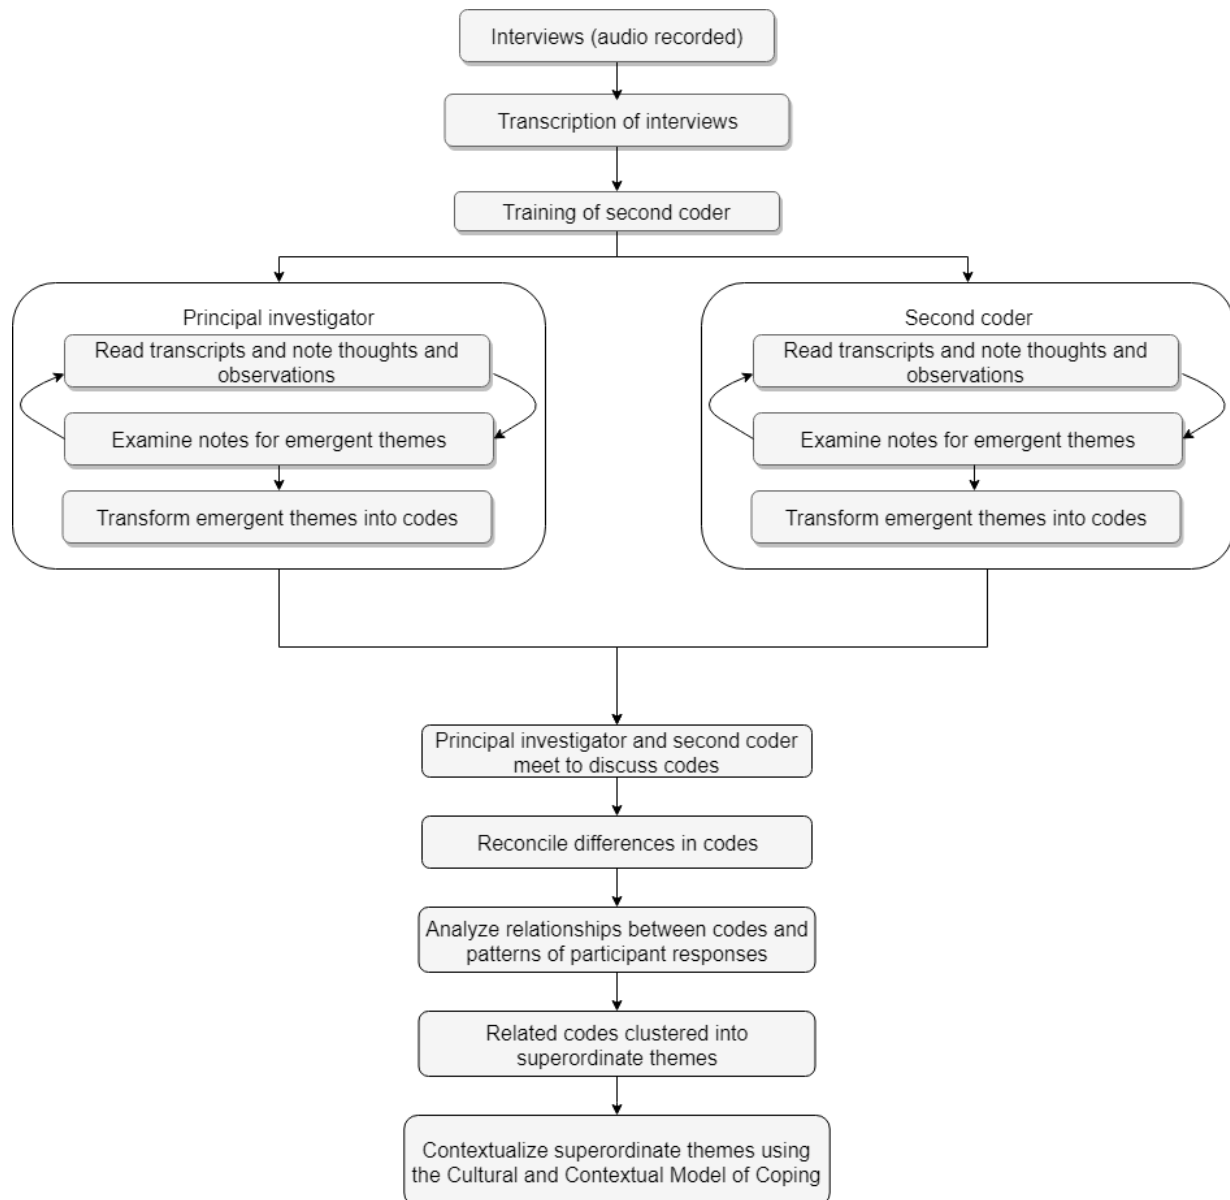 Interviews (audio recorded)
Transcription of interviews
Training of second coder
Principal investigator
Read transcripts and note thoughts and
observations
Examine notes for emergent themes
Transform emergent themes into codes
Second coder
Read transcripts and note thoughts and
observations
Examine notes for emergent themes
Transform emergent themes into codes
Principal investigator and second coder
meet to discuss codes
Reconcile differences in codes
Analyze relationships between codes and
patterns of participant responses
Related codes clustered into
superordinate themes
Contextualize superordinate themes using
the Cultural and Contextual Model of Coping